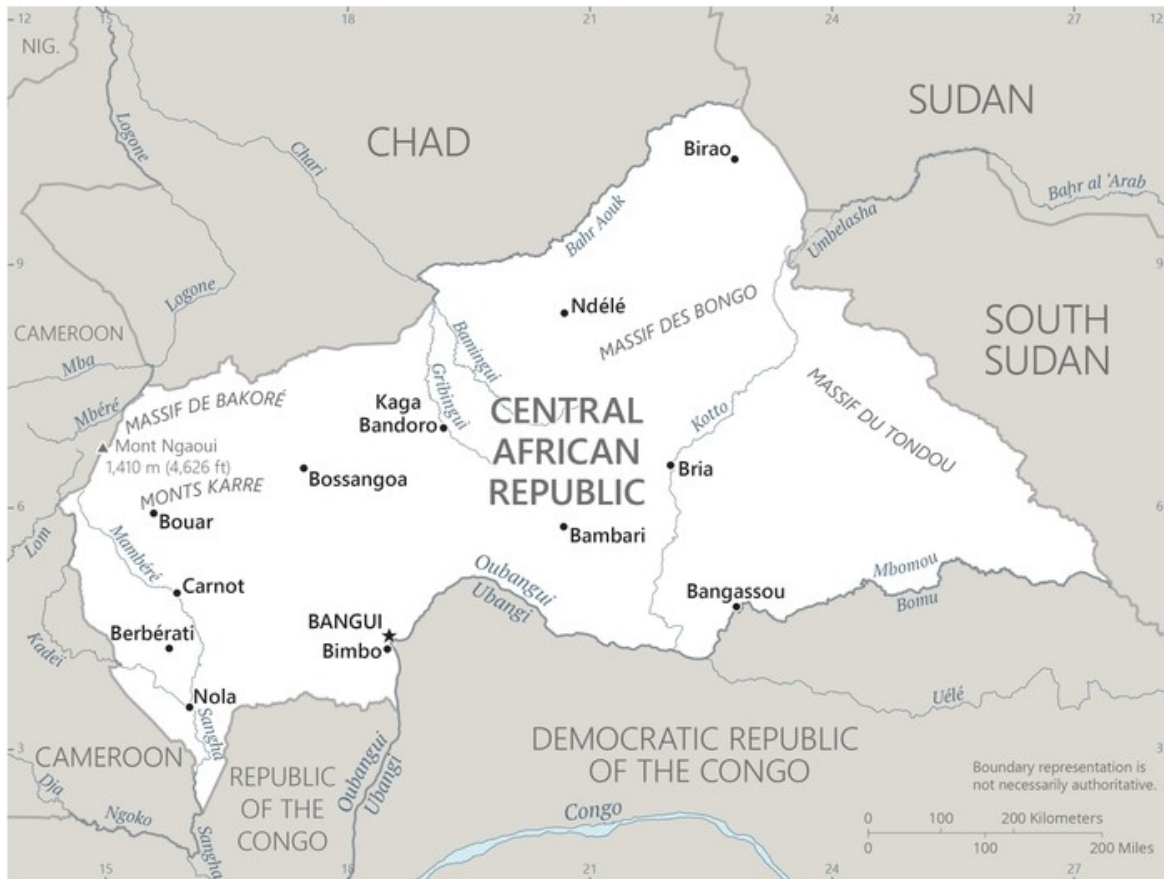 12
15
18
21
24
27
12
NIG.
SUDAN
CHAD
Logone
Chari
Birao
Bahr al 'Arab
Bahr Aouk
Umbelasha
9
9
Logone
Ndélé
MASSIF DES BONGO
CAMEROON
SOUTH
SUDAN
Mba
Bamingui
Gribingui
Mbéré
MASSIF DE BAKORÉ
Kaga
Bandoro
CENTRAL
AFRICAN
REPUBLIC
Kotto
MASSIF DU TONDOU
Mont Ngaoui
1,410 m (4,626 ft)
Bossangoa
Bria
MONTS KARRE
6
6
Bouar
Bambari
Lom
Mambéré
Carnot
Oubangui
Ubangi
Mbomou
Bomu
Bangassou
BANGUI
Bimbo
Berbérati
Kadeï
Nola
Sangha
Uélé
3
3
CAMEROON
DEMOCRATIC REPUBLIC
OF THE CONGO
REPUBLIC
OF THE
CONGO
Oubangui
Ubangi
Boundary representation is
not necessarily authoritative.
Dja
Ngoko
Congo
Sangha
0 100 200 Kilometers
0 100 200 Miles
15
18
21
24
27